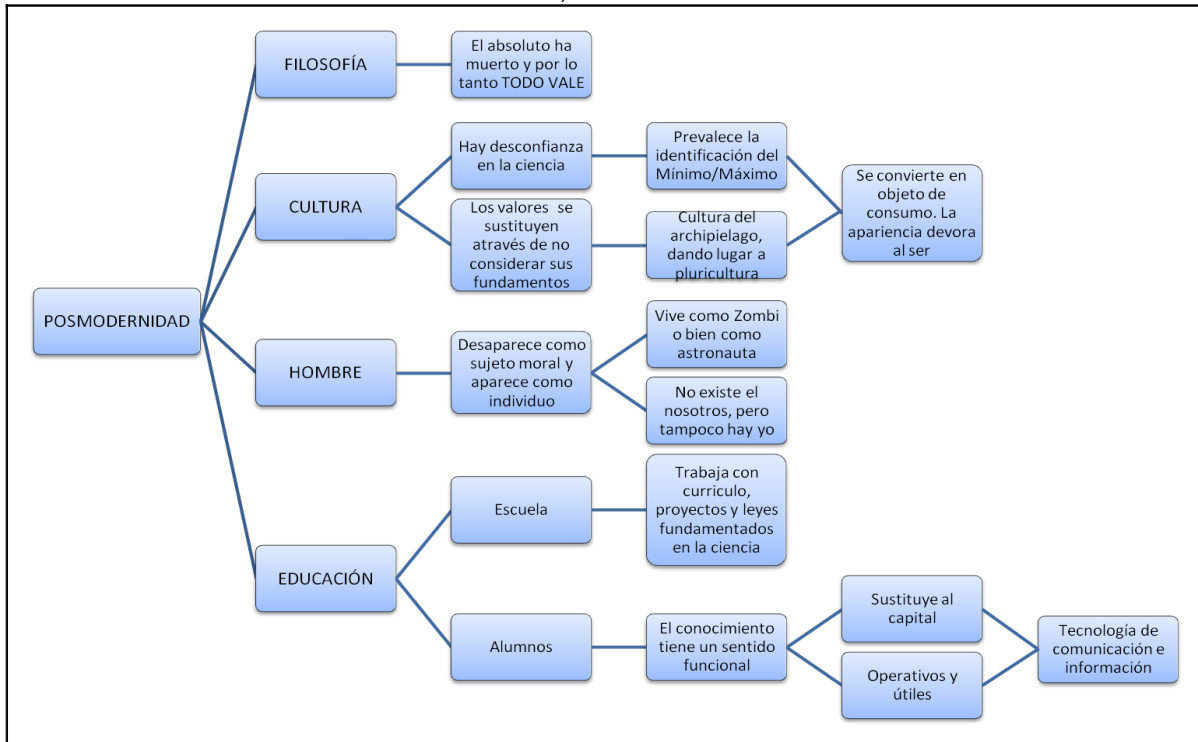 POSMODERNIDAD
FILOSOFÍA
El absoluto ha
muerto y por lo
tanto TODO VALE
CULTURA
Hay desconfianza
en la ciencia
Prevalece la
identificación del
Mínimo/Máximo
Los valores se
sustituyen
através de no
considerar sus
fundamentos
Cultura del
archipielago,
dando lugar a
pluricultura
Se convierte en
objeto de
consumo. La
apariencia devora
al ser
HOMBRE
Desaparece como
sujeto moral y
aparece como
individuo
Vive como Zombi
o bien como
astronauta
No existe el
nosotros, pero
tampoco hay yo
EDUCACIÓN
Escuela
Trabaja con
curriculo,
proyectos y leyes
fundamentados
en la ciencia
Alumnos
El conocimiento
tiene un sentido
funcional
Sustituye al
capital
Operativos y
útiles
Tecnología de
comunicación e
información